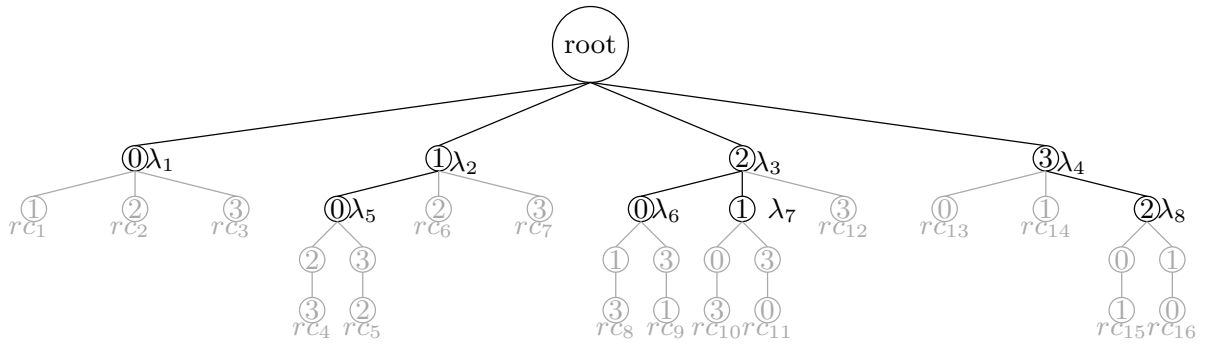 root
0 λ₁ 1 λ₂ 2 λ₃ 3 λ₄
1 2 3 0 λ₅ 2 3 0 λ₆ 1 λ₇ 3 0 1 2 λ₈
rc₁ rc₂ rc₃ rc₆ rc₇ rc₁₂ rc₁₃ rc₁₄
2 3 1 3 0 3 0 1
3 2 3 1 3 0 1 0
rc₄ rc₅ rc₈ rc₉ rc₁₀ rc₁₁ rc₁₅ rc₁₆